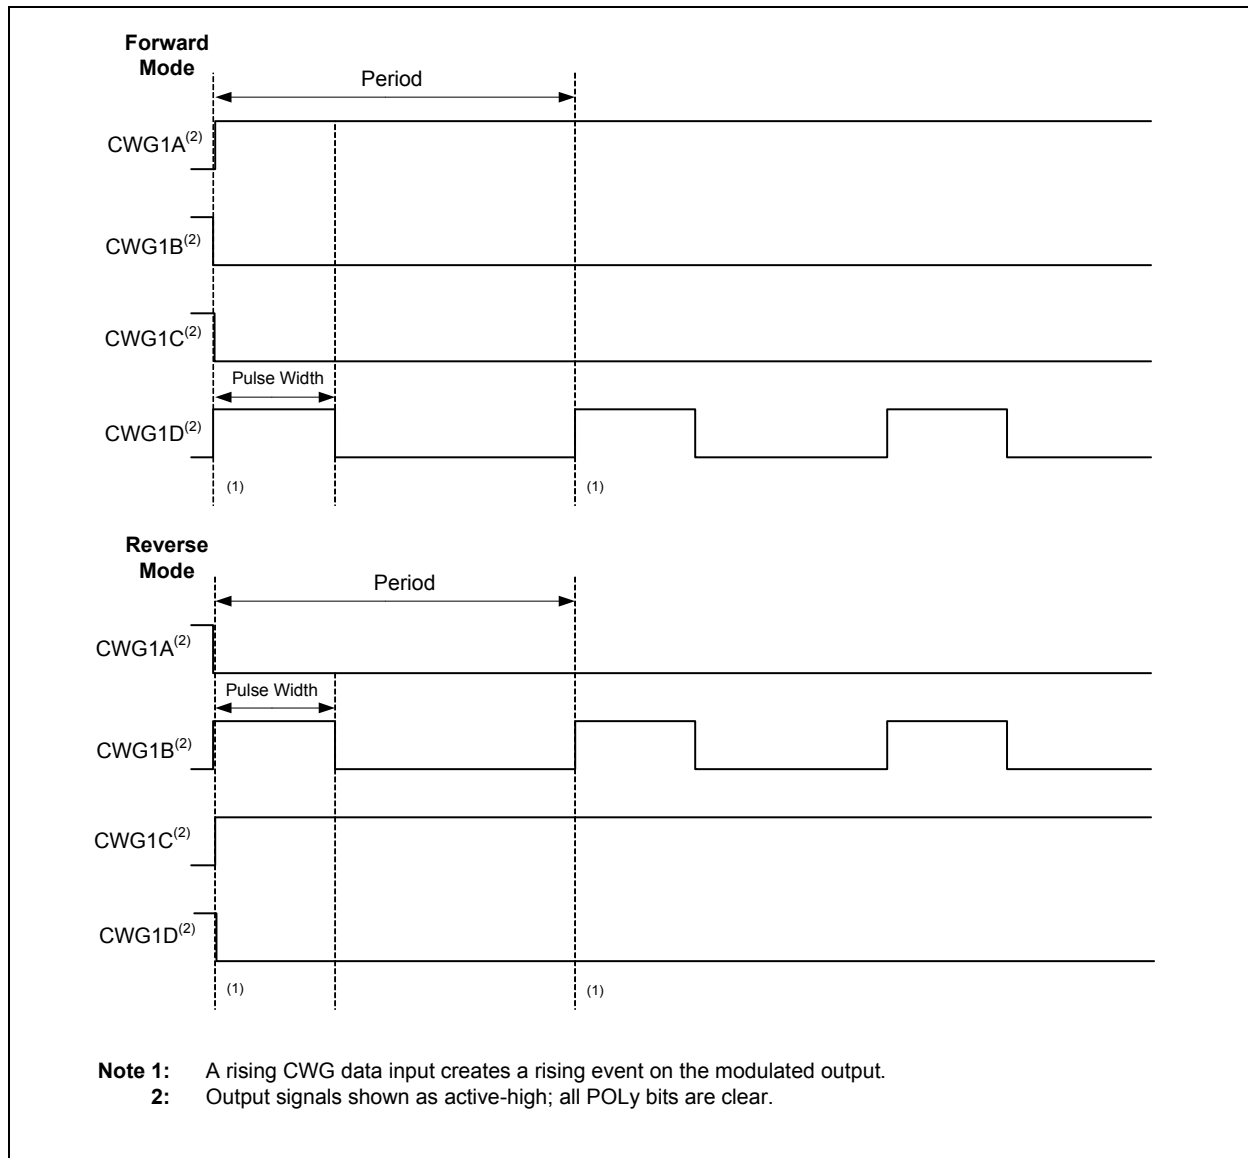 Forward
Mode
Period
CWG1A(2)
CWG1B(2)
CWG1C(2)
Pulse Width
CWG1D(2)
(1)
(1)
Reverse
Mode
Period
CWG1A(2)
Pulse Width
CWG1B(2)
CWG1C(2)
CWG1D(2)
(1)
(1)
Note 1: A rising CWG data input creates a rising event on the modulated output.
2: Output signals shown as active-high; all POLy bits are clear.